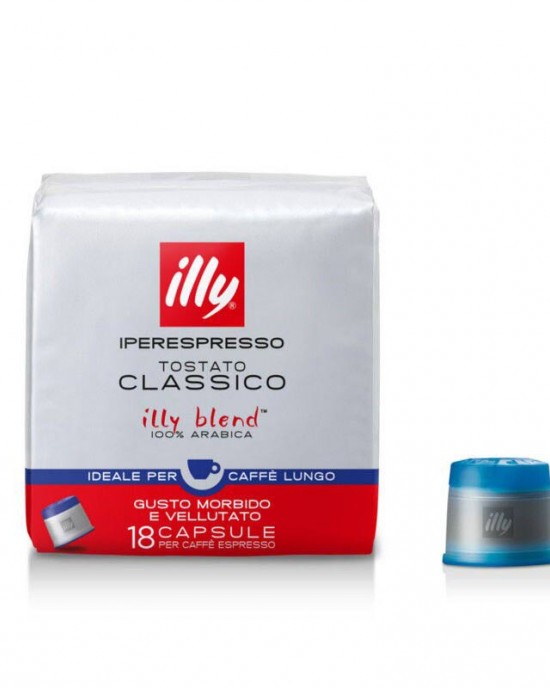 illy®
IPERESPRESSO
TOSTATO
CLASSICO
illy blend™
100% ARABICA
IDEALE PER CAFFÈ LUNGO
GUSTO MORBIDO
E VELLUTATO
18 CAPSULE
PER CAFFÈ ESPRESSO
illy